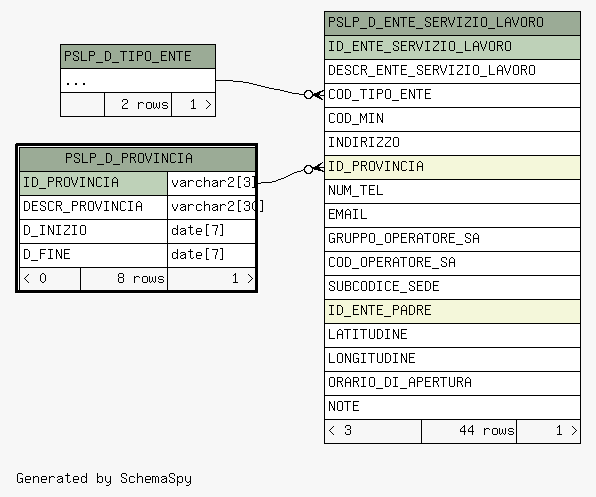 PSLP_D_TIPO_ENTE
...
2 rows 1 >
PSLP_D_PROVINCIA
ID_PROVINCIA varchar2[3]
DESCR_PROVINCIA varchar2[30]
D_INIZIO date[7]
D_FINE date[7]
< 0 8 rows 1 >
PSLP_D_ENTE_SERVIZIO_LAVORO
ID_ENTE_SERVIZIO_LAVORO
DESCR_ENTE_SERVIZIO_LAVORO
COD_TIPO_ENTE
COD_MIN
INDIRIZZO
ID_PROVINCIA
NUM_TEL
EMAIL
GRUPPO_OPERATORE_SA
COD_OPERATORE_SA
SUBCODICE_SEDE
ID_ENTE_PADRE
LATITUDINE
LONGITUDINE
ORARIO_DI_APERTURA
NOTE
< 3 44 rows 1 >
Generated by SchemaSpy